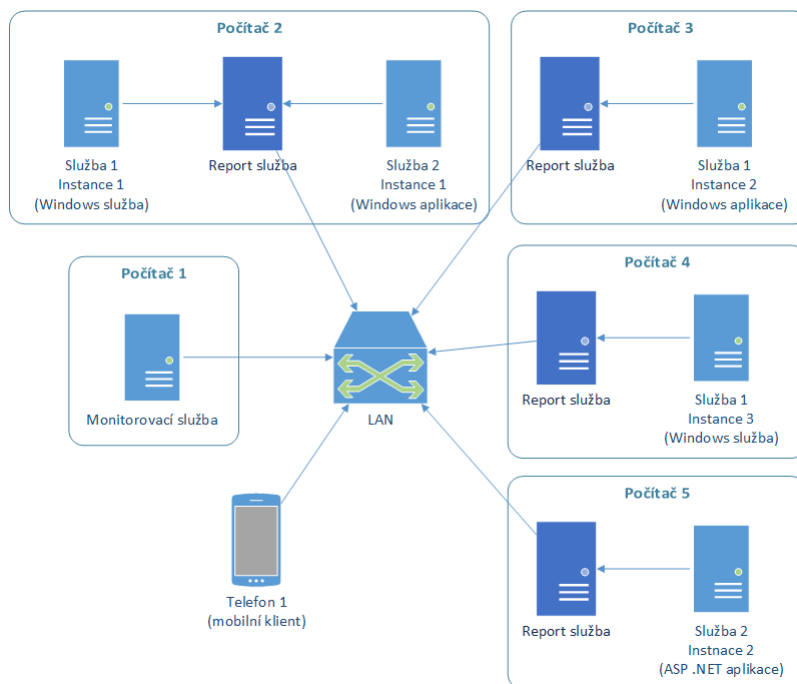 Počítač 2
Služba 1
Instance 1
(Windows služba)
Report služba
Služba 2
Instance 1
(Windows aplikace)
Počítač 3
Report služba
Služba 1
Instance 2
(Windows aplikace)
Počítač 1
Monitorovací služba
LAN
Počítač 4
Report služba
Služba 1
Instance 3
(Windows služba)
Telefon 1
(mobilní klient)
Počítač 5
Report služba
Služba 2
Instnace 2
(ASP .NET aplikace)